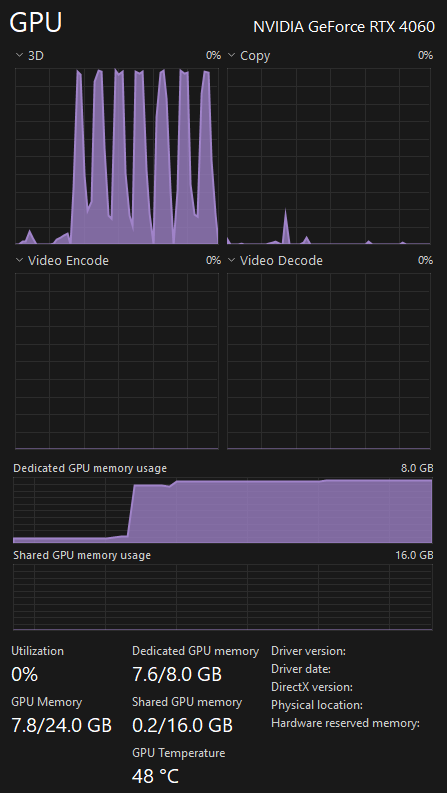 GPU
NVIDIA GeForce RTX 4060
3D 0%
Copy 0%
Video Encode 0%
Video Decode 0%
Dedicated GPU memory usage 8.0 GB
Shared GPU memory usage 16.0 GB
Utilization
0%
GPU Memory
7.8/24.0 GB
Dedicated GPU memory
7.6/8.0 GB
Shared GPU memory
0.2/16.0 GB
GPU Temperature
48 °C
Driver version:
Driver date:
DirectX version:
Physical location:
Hardware reserved memory: